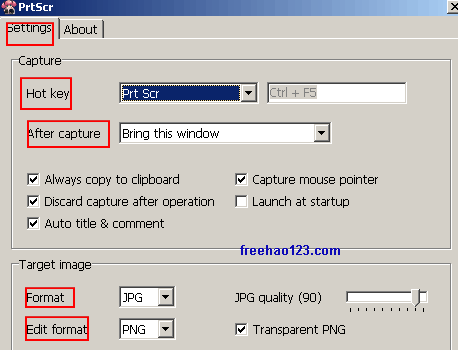 PrtScr
Settings About
Capture
Hot key Prt Scr Ctrl + F5
After capture Bring this window
Always copy to clipboard Capture mouse pointer
Discard capture after operation Launch at startup
Auto title & comment
freehao123.com
Target image
Format JPG JPG quality (90)
Edit format PNG Transparent PNG